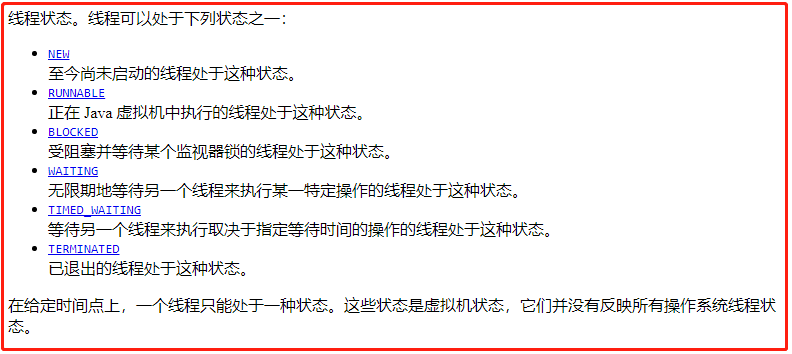 线程状态。线程可以处于下列状态之一：
NEW
至今尚未启动的线程处于这种状态。
RUNNABLE
正在 Java 虚拟机中执行的线程处于这种状态。
BLOCKED
受阻塞并等待某个监视器锁的线程处于这种状态。
WAITING
无限期地等待另一个线程来执行某一特定操作的线程处于这种状态。
TIMED_WAITING
等待另一个线程来执行取决于指定等待时间的操作的线程处于这种状态。
TERMINATED
已退出的线程处于这种状态。
在给定时间点上，一个线程只能处于一种状态。这些状态是虚拟机状态，它们并没有反映所有操作系统线程状
态。